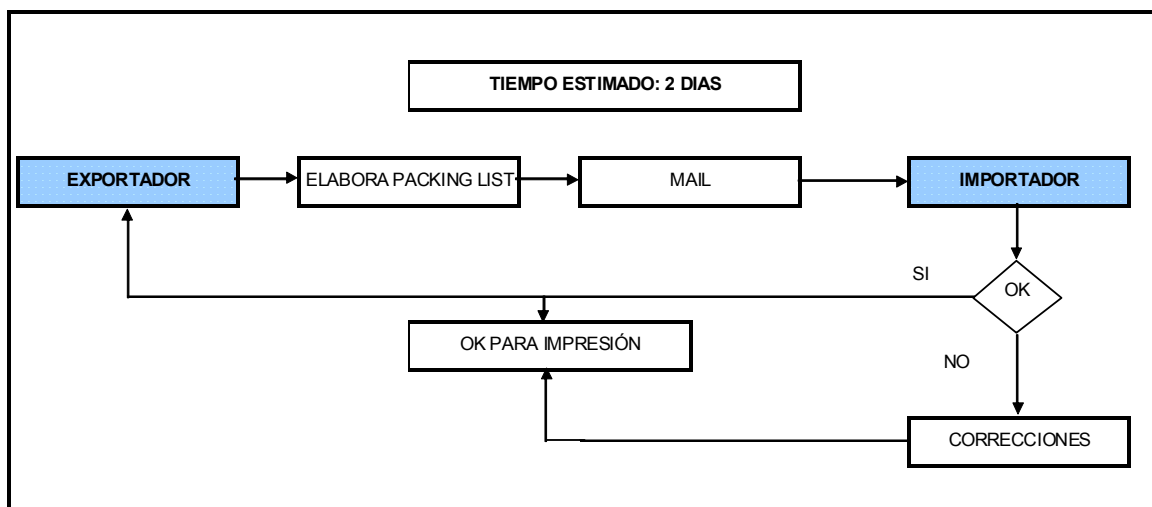 TIEMPO ESTIMADO: 2 DIAS
EXPORTADOR
ELABORA PACKING LIST
MAIL
IMPORTADOR
SI
OK
OK PARA IMPRESIÓN
NO
CORRECCIONES